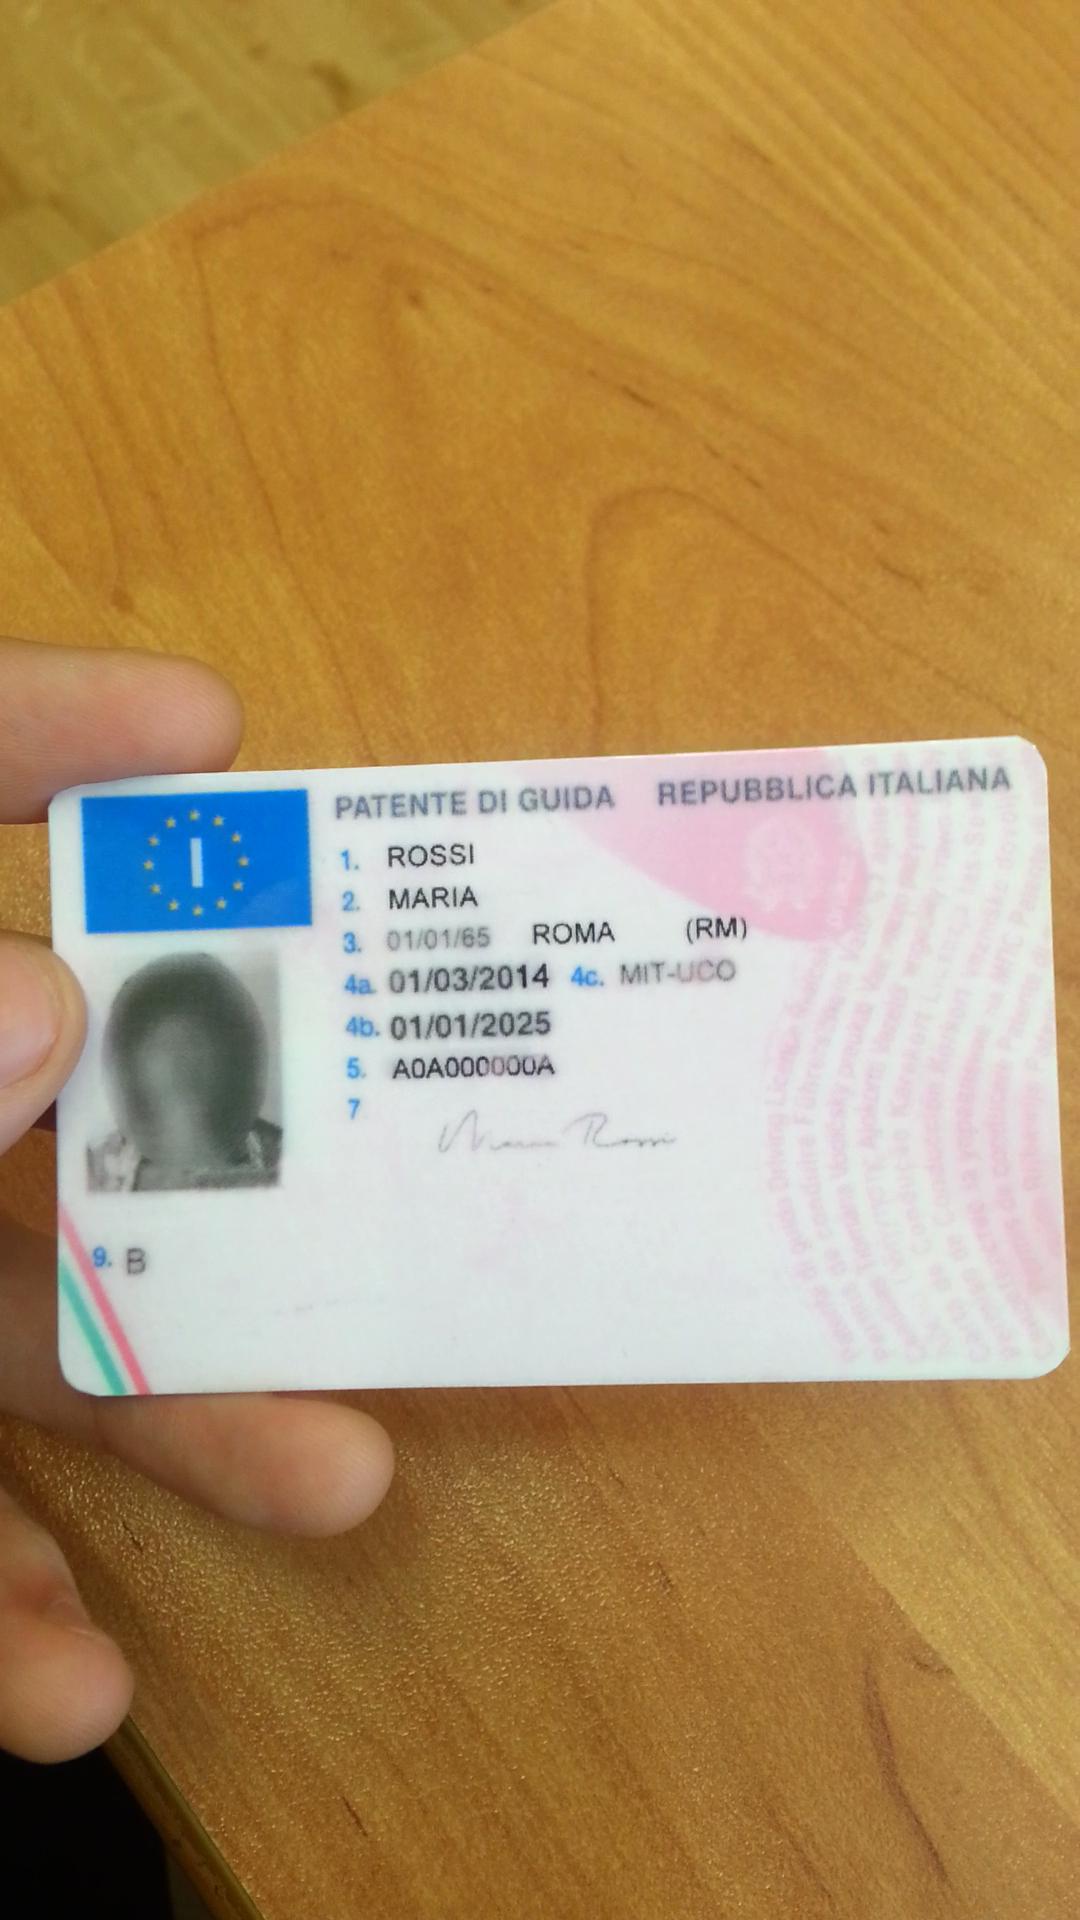 I
PATENTE DI GUIDA REPUBBLICA ITALIANA
1. ROSSI
2. MARIA
3. 01/01/65 ROMA (RM)
4a. 01/03/2014 4c. MIT-UCO
4b. 01/01/2025
5. A0A000000A
7
Maria Rossi
9. B